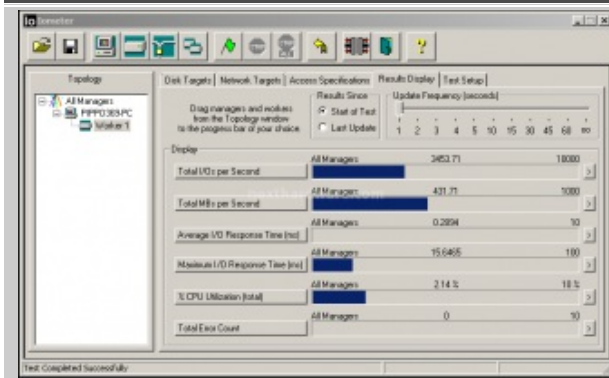 Iometer
Topology
All Managers
PIPPO369-PC
Worker 1
Disk Targets Network Targets Access Specifications Results Display Test Setup
Drag managers and workers
from the Topology window
to the progress bar of your choice.
Results Since
Start of Test
Last Update
Update Frequency (seconds)
1 2 3 4 5 10 15 30 45 60 oo
Display
All Managers 3453.71 10000
Total I/Os per Second
All Managers 431.71 1000
Total MBs per Second
All Managers 0.2894 10
Average I/O Response Time (ms)
All Managers 15.6465 100
Maximum I/O Response Time (ms)
All Managers 2.14 % 10 %
% CPU Utilization (total)
All Managers 0 10
Total Error Count
Test Completed Successfully